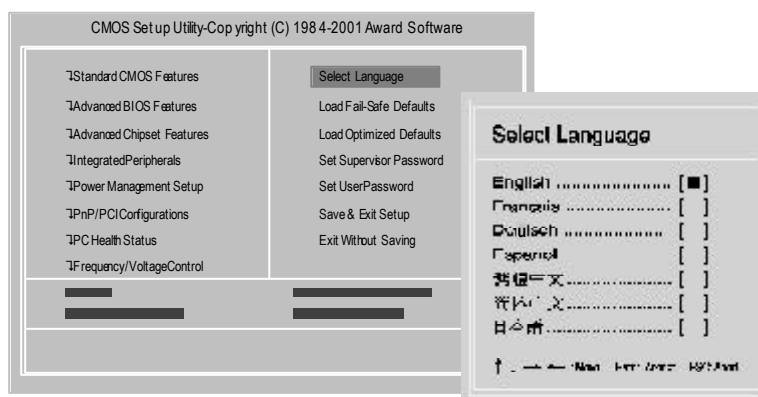 CMOS Setup Utility-Copyright (C) 1984-2001 Award Software
Standard CMOS Features
Advanced BIOS Features
Advanced Chipset Features
Integrated Peripherals
Power Management Setup
PnP/PCI Configurations
PC Health Status
Frequency/Voltage Control
Select Language
Load Fail-Safe Defaults
Load Optimized Defaults
Set Supervisor Password
Set User Password
Save & Exit Setup
Exit Without Saving
Select Language
English .................... [■]
Français ................... [ ]
Deutsch .................. [ ]
Espanol [ ]
[ ]
[ ]
[ ]